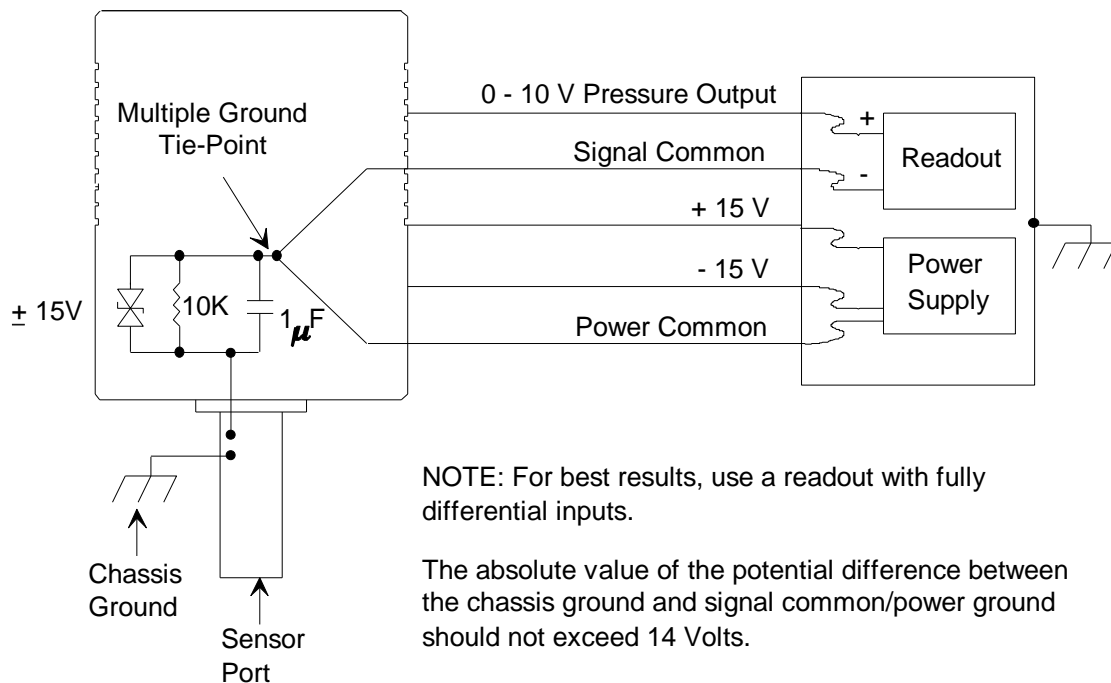 0 - 10 V Pressure Output
Multiple Ground
Tie-Point
+
Readout
Signal Common
-
+ 15 V
- 15 V
Power
Supply
± 15V
10K
1µF
Power Common
NOTE: For best results, use a readout with fully
differential inputs.
The absolute value of the potential difference between
the chassis ground and signal common/power ground
should not exceed 14 Volts.
Chassis
Ground
Sensor
Port